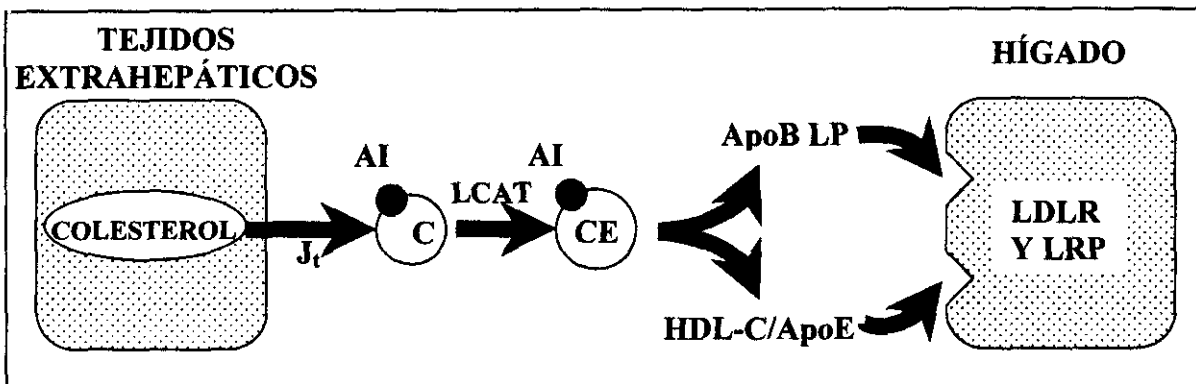 TEJIDOS
EXTRAHEPÁTICOS
COLESTEROL
Jt
AI
C
LCAT
AI
CE
ApoB LP
HDL-C/ApoE
HÍGADO
LDLR
Y LRP